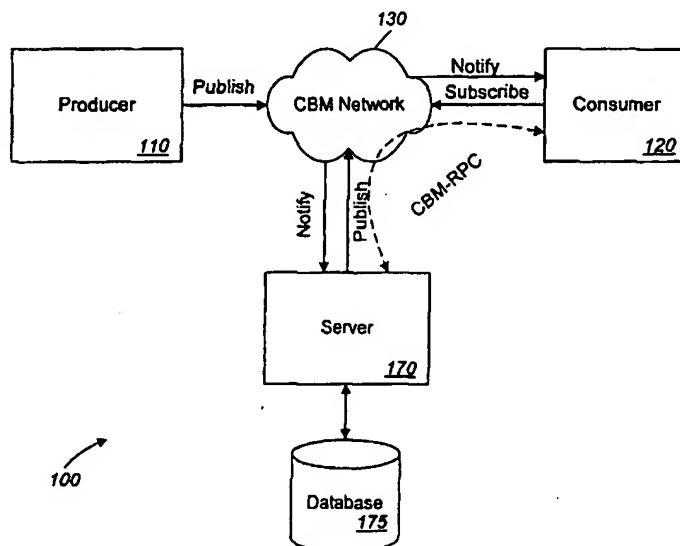 130
Producer
110
Publish
CBM Network
Notify
Subscribe
Consumer
120
CBM-RPC
Notify
Publish
Server
170
100
Database
175